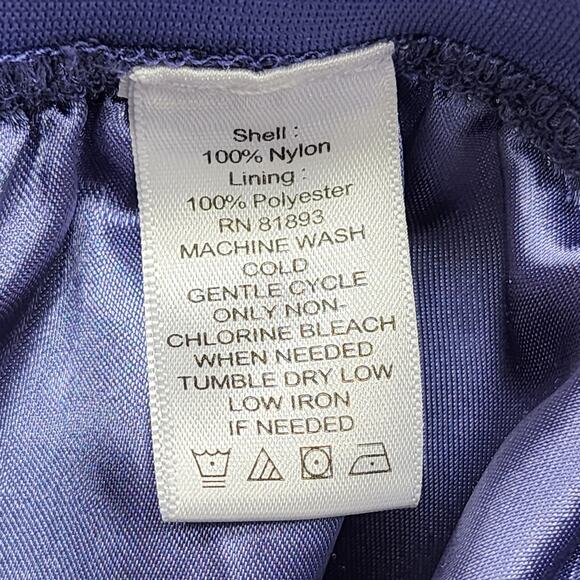 Shell :
100% Nylon
Lining :
100% Polyester
RN 81893
MACHINE WASH
COLD
GENTLE CYCLE
ONLY NON-
CHLORINE BLEACH
WHEN NEEDED
TUMBLE DRY LOW
LOW IRON
IF NEEDED